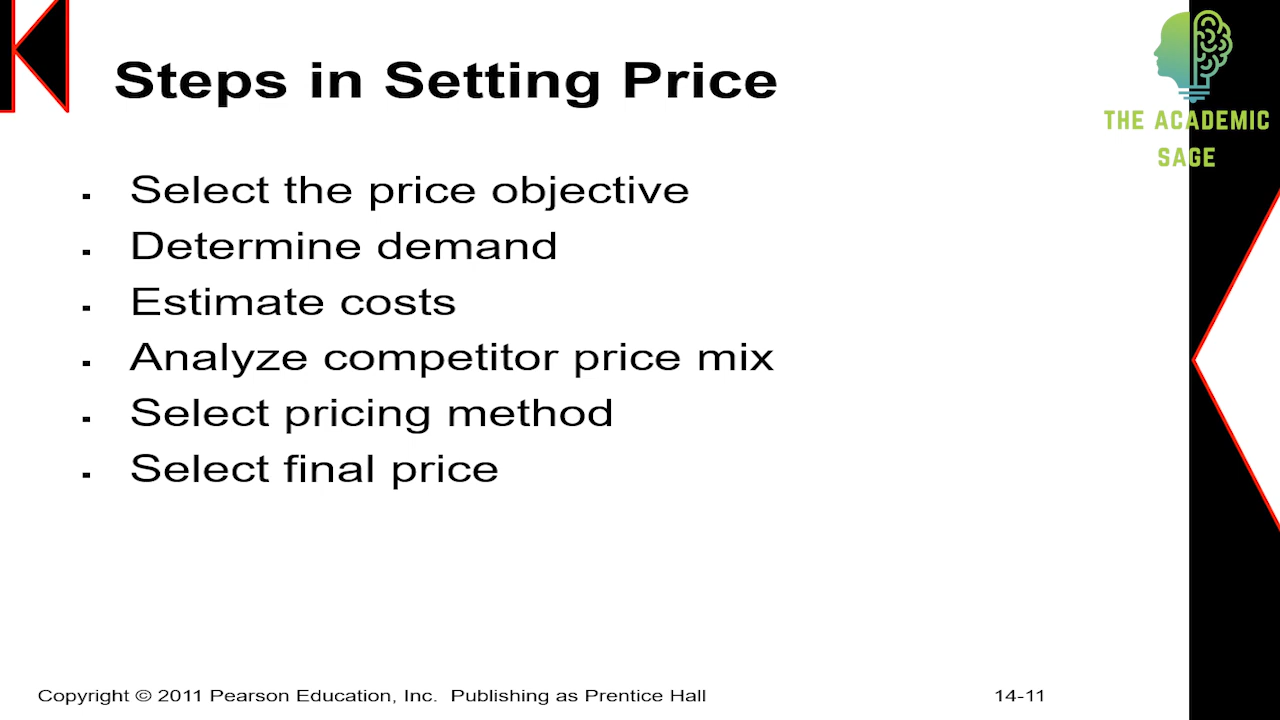 Steps in Setting Price
THE ACADEMIC
SAGE
▪ Select the price objective
▪ Determine demand
▪ Estimate costs
▪ Analyze competitor price mix
▪ Select pricing method
▪ Select final price
Copyright © 2011 Pearson Education, Inc. Publishing as Prentice Hall
14-11